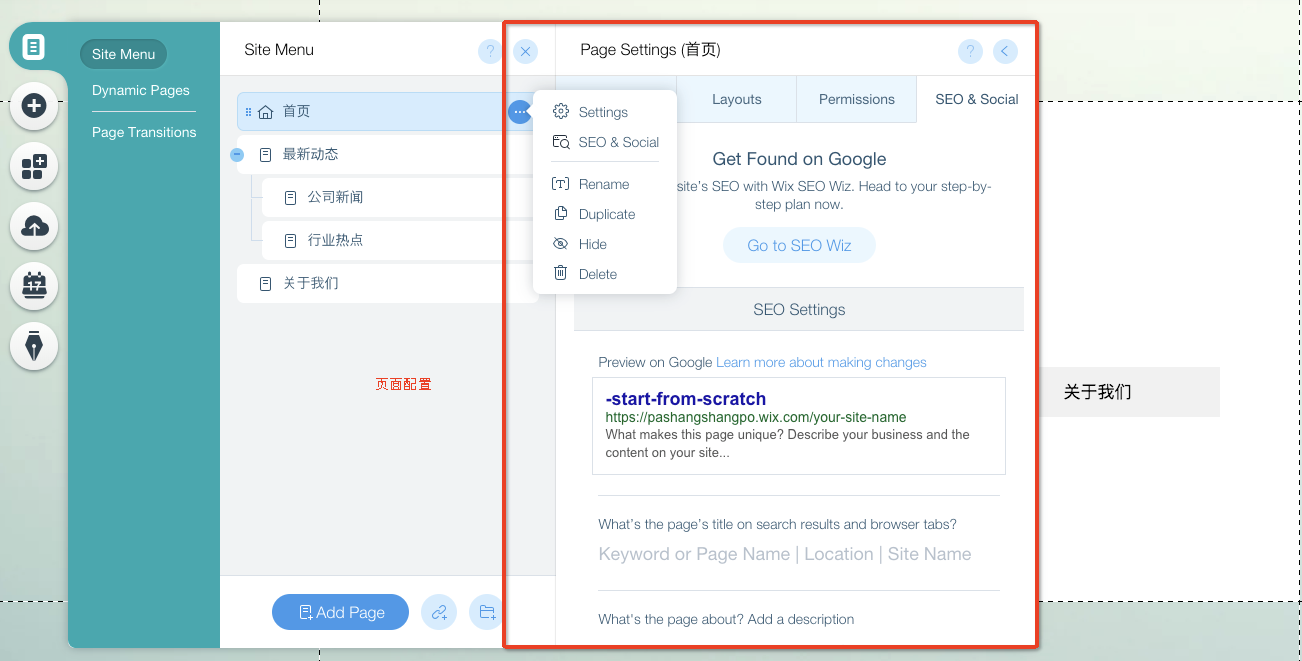 Site Menu
Dynamic Pages
Page Transitions
17
Site Menu
?
首页
最新动态
公司新闻
行业热点
关于我们
页面配置
Add Page
Settings
SEO & Social
Rename
Duplicate
Hide
Delete
Page Settings (首页)
?
Layouts
Permissions
SEO & Social
Get Found on Google
site's SEO with Wix SEO Wiz. Head to your step-by-
step plan now.
Go to SEO Wiz
SEO Settings
Preview on Google Learn more about making changes
-start-from-scratch
https://pashangshangpo.wix.com/your-site-name
What makes this page unique? Describe your business and the
content on your site...
What's the page's title on search results and browser tabs?
Keyword or Page Name | Location | Site Name
What's the page about? Add a description
关于我们